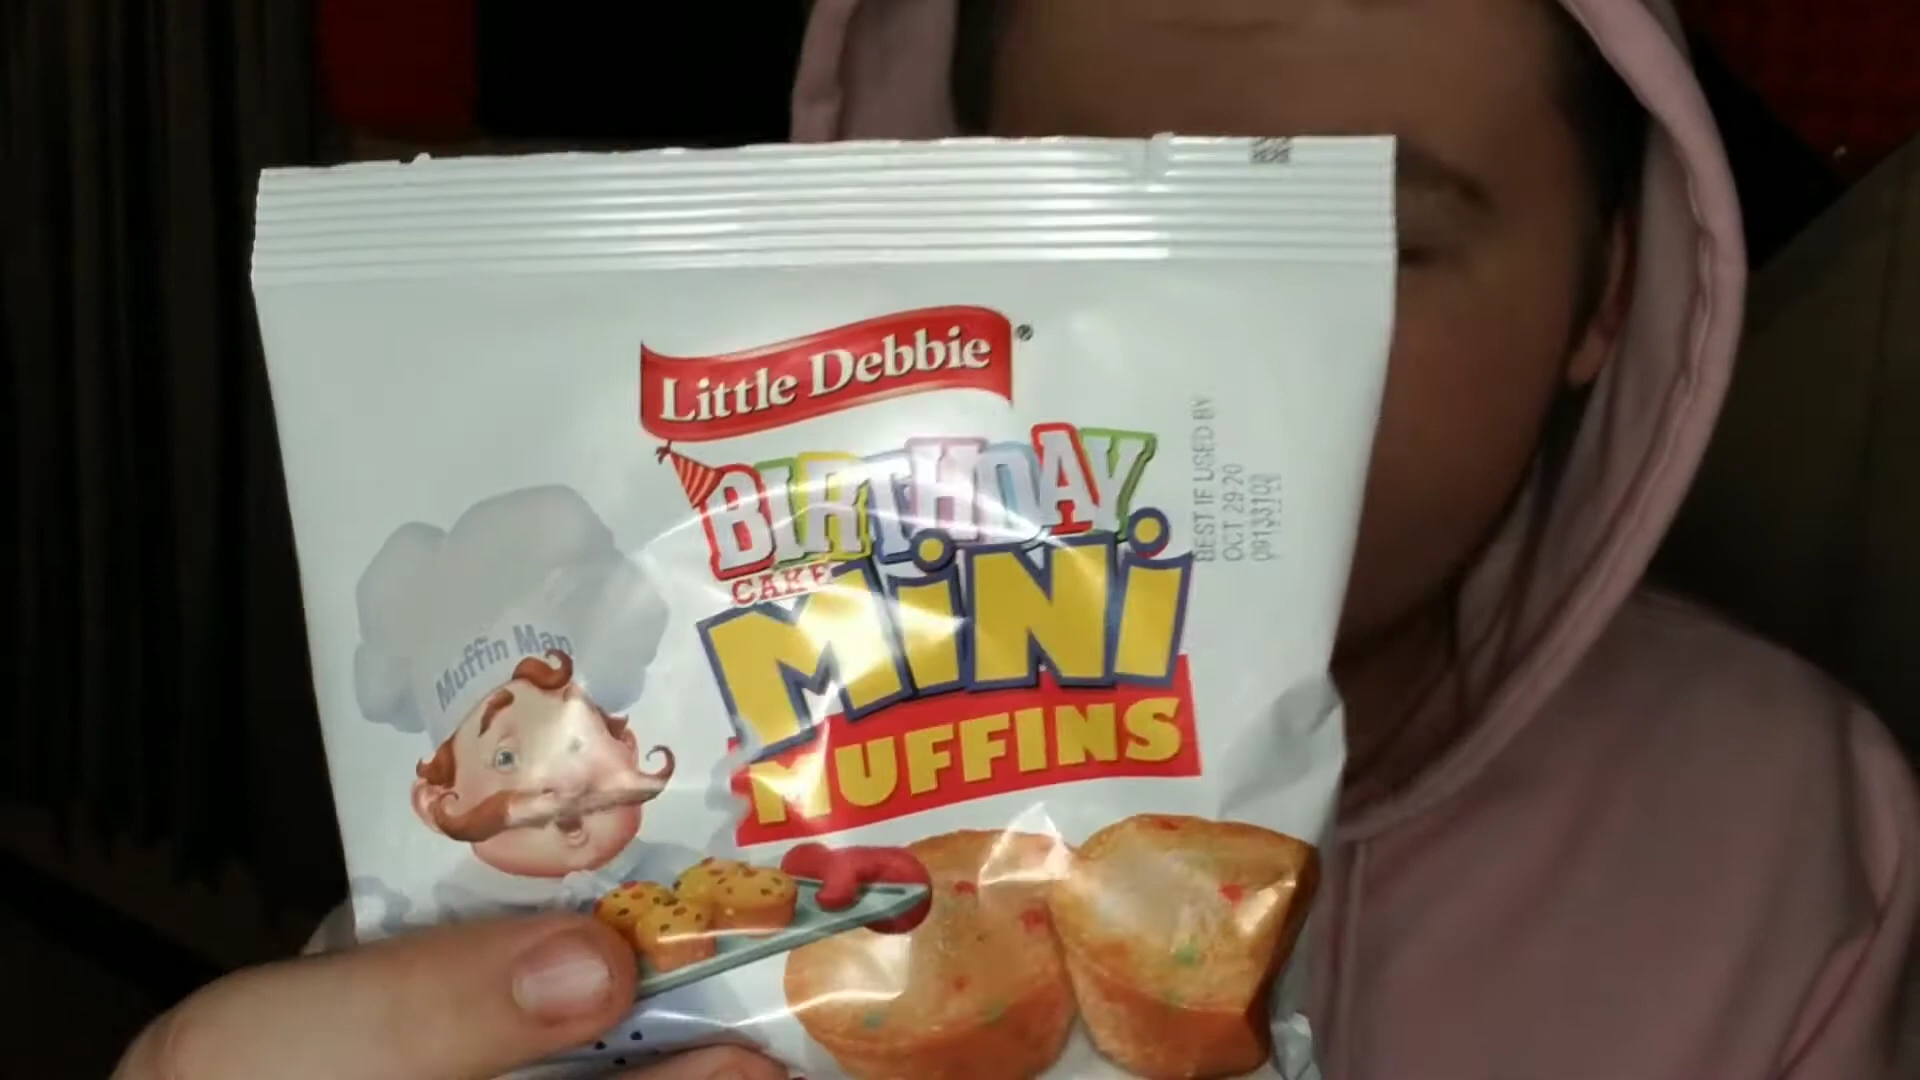 Little Debbie®
BIRTHDAY
CAKE
MiNi
MUFFINS
Muffin Man
BEST IF USED BY
OCT 29 20